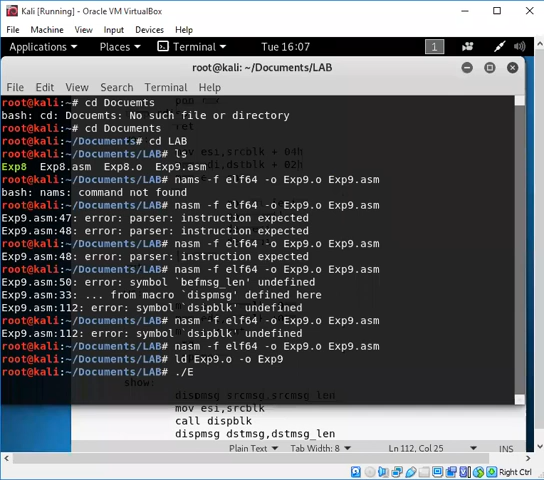 Kali [Running] - Oracle VM VirtualBox
File Machine View Input Devices Help
Applications Places Terminal Tue 16:07 1
root@kali: ~/Documents/LAB
File Edit View Search Terminal Help
root@kali:~# cd Docuemts
bash: cd: Docuemts: No such file or directory
root@kali:~# cd Documents
root@kali:~/Documents# cd LAB
root@kali:~/Documents/LAB# ls
Exp8 Exp8.asm Exp8.o Exp9.asm
root@kali:~/Documents/LAB# nams -f elf64 -o Exp9.o Exp9.asm
bash: nams: command not found
root@kali:~/Documents/LAB# nasm -f elf64 -o Exp9.o Exp9.asm
Exp9.asm:47: error: parser: instruction expected
Exp9.asm:48: error: parser: instruction expected
root@kali:~/Documents/LAB# nasm -f elf64 -o Exp9.o Exp9.asm
Exp9.asm:48: error: parser: instruction expected
root@kali:~/Documents/LAB# nasm -f elf64 -o Exp9.o Exp9.asm
Exp9.asm:50: error: symbol `befmsg_len' undefined
Exp9.asm:33: ... from macro `dispmsg' defined here
Exp9.asm:112: error: symbol `dsipblk' undefined
root@kali:~/Documents/LAB# nasm -f elf64 -o Exp9.o Exp9.asm
Exp9.asm:112: error: symbol `dsipblk' undefined
root@kali:~/Documents/LAB# nasm -f elf64 -o Exp9.o Exp9.asm
root@kali:~/Documents/LAB# ld Exp9.o -o Exp9
root@kali:~/Documents/LAB# ./E
show:
dispmsg srcmsg,srcmsg_len
mov esi,srcblk
call dispblk
dispmsg dstmsg,dstmsg_len
Plain Text Tab Width: 8 Ln 112, Col 25 INS
Right Ctrl